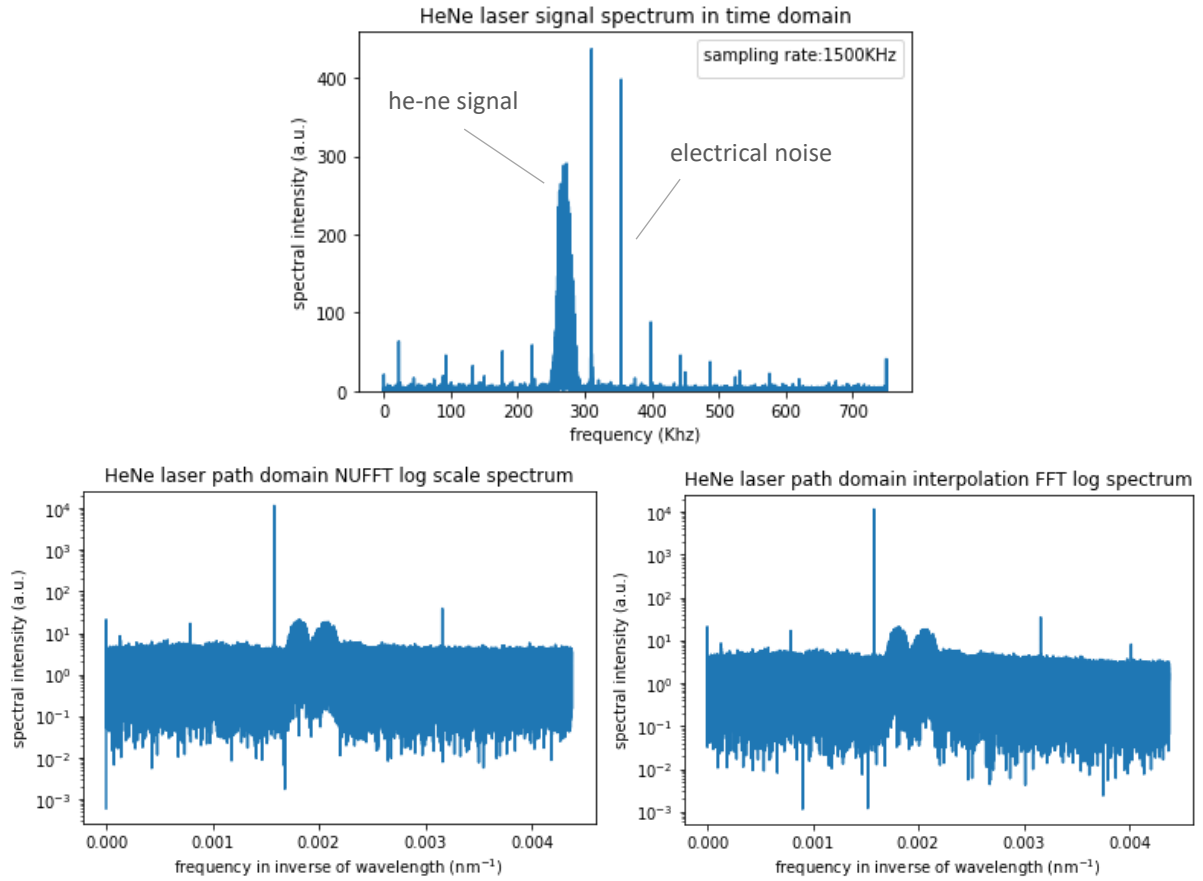 HeNe laser signal spectrum in time domain
sampling rate:1500KHz
he-ne signal
electrical noise
spectral intensity (a.u.)
400
300
200
100
0
0 100 200 300 400 500 600 700
frequency (Khz)
HeNe laser path domain NUFFT log scale spectrum
spectral intensity (a.u.)
10⁴
10³
10²
10¹
10⁰
10⁻¹
10⁻²
10⁻³
0.000 0.001 0.002 0.003 0.004
frequency in inverse of wavelength (nm⁻¹)
HeNe laser path domain interpolation FFT log spectrum
spectral intensity (a.u.)
10⁴
10³
10²
10¹
10⁰
10⁻¹
10⁻²
10⁻³
0.000 0.001 0.002 0.003 0.004
frequency in inverse of wavelength (nm⁻¹)